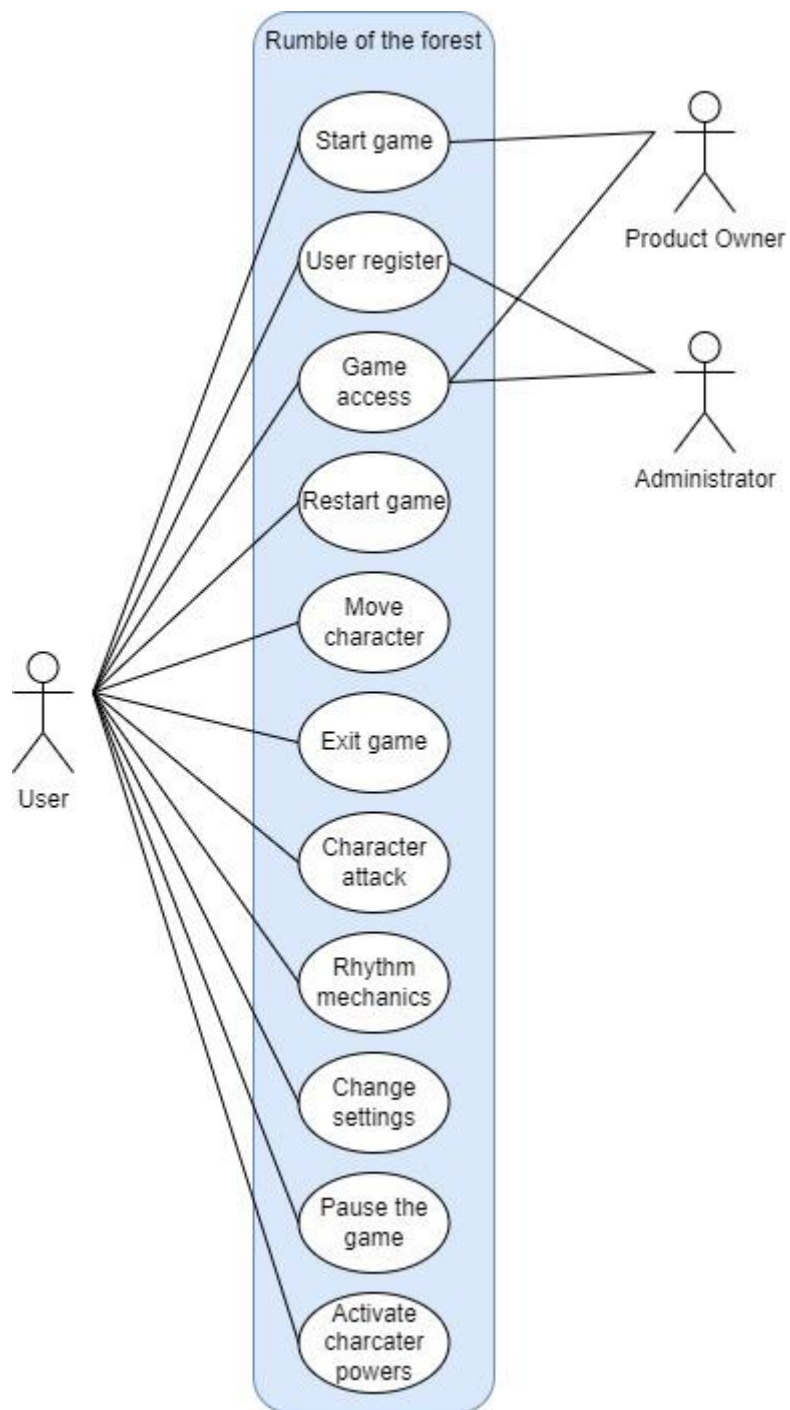 Rumble of the forest
Start game
Product Owner
User register
Game
access
Administrator
Restart game
Move
character
Exit game
User
Character
attack
Rhythm
mechanics
Change
settings
Pause the
game
Activate
charcater
powers